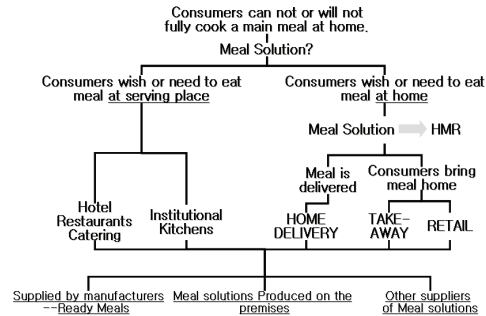 Consumers can not or will not
fully cook a main meal at home.
Meal Solution?
Consumers wish or need to eat
meal at serving place
Consumers wish or need to eat
meal at home
Meal Solution
HMR
Meal is
delivered
Consumers bring
meal home
Hotel
Restaurants
Catering
Institutional
Kitchens
HOME
DELIVERY
TAKE-
AWAY
RETAIL
Supplied by manufacturers
--Ready Meals
Meal solutions Produced on the
premises
Other suppliers
of Meal solutions